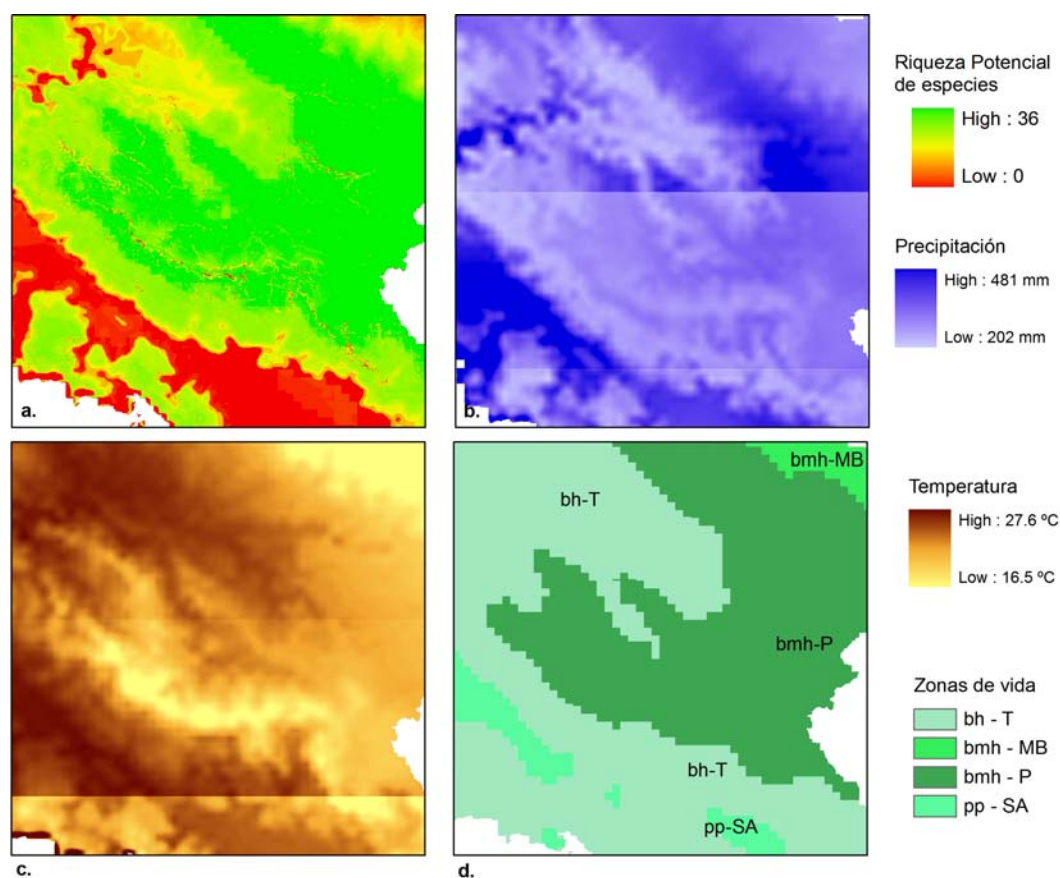 a.
b.
Riqueza Potencial
de especies
High : 36
Low : 0
Precipitación
High : 481 mm
Low : 202 mm
c.
bmh-MB
bh-T
bmh-P
bh-T
pp-SA
d.
Temperatura
High : 27.6 ºC
Low : 16.5 ºC
Zonas de vida
bh - T
bmh - MB
bmh - P
pp - SA